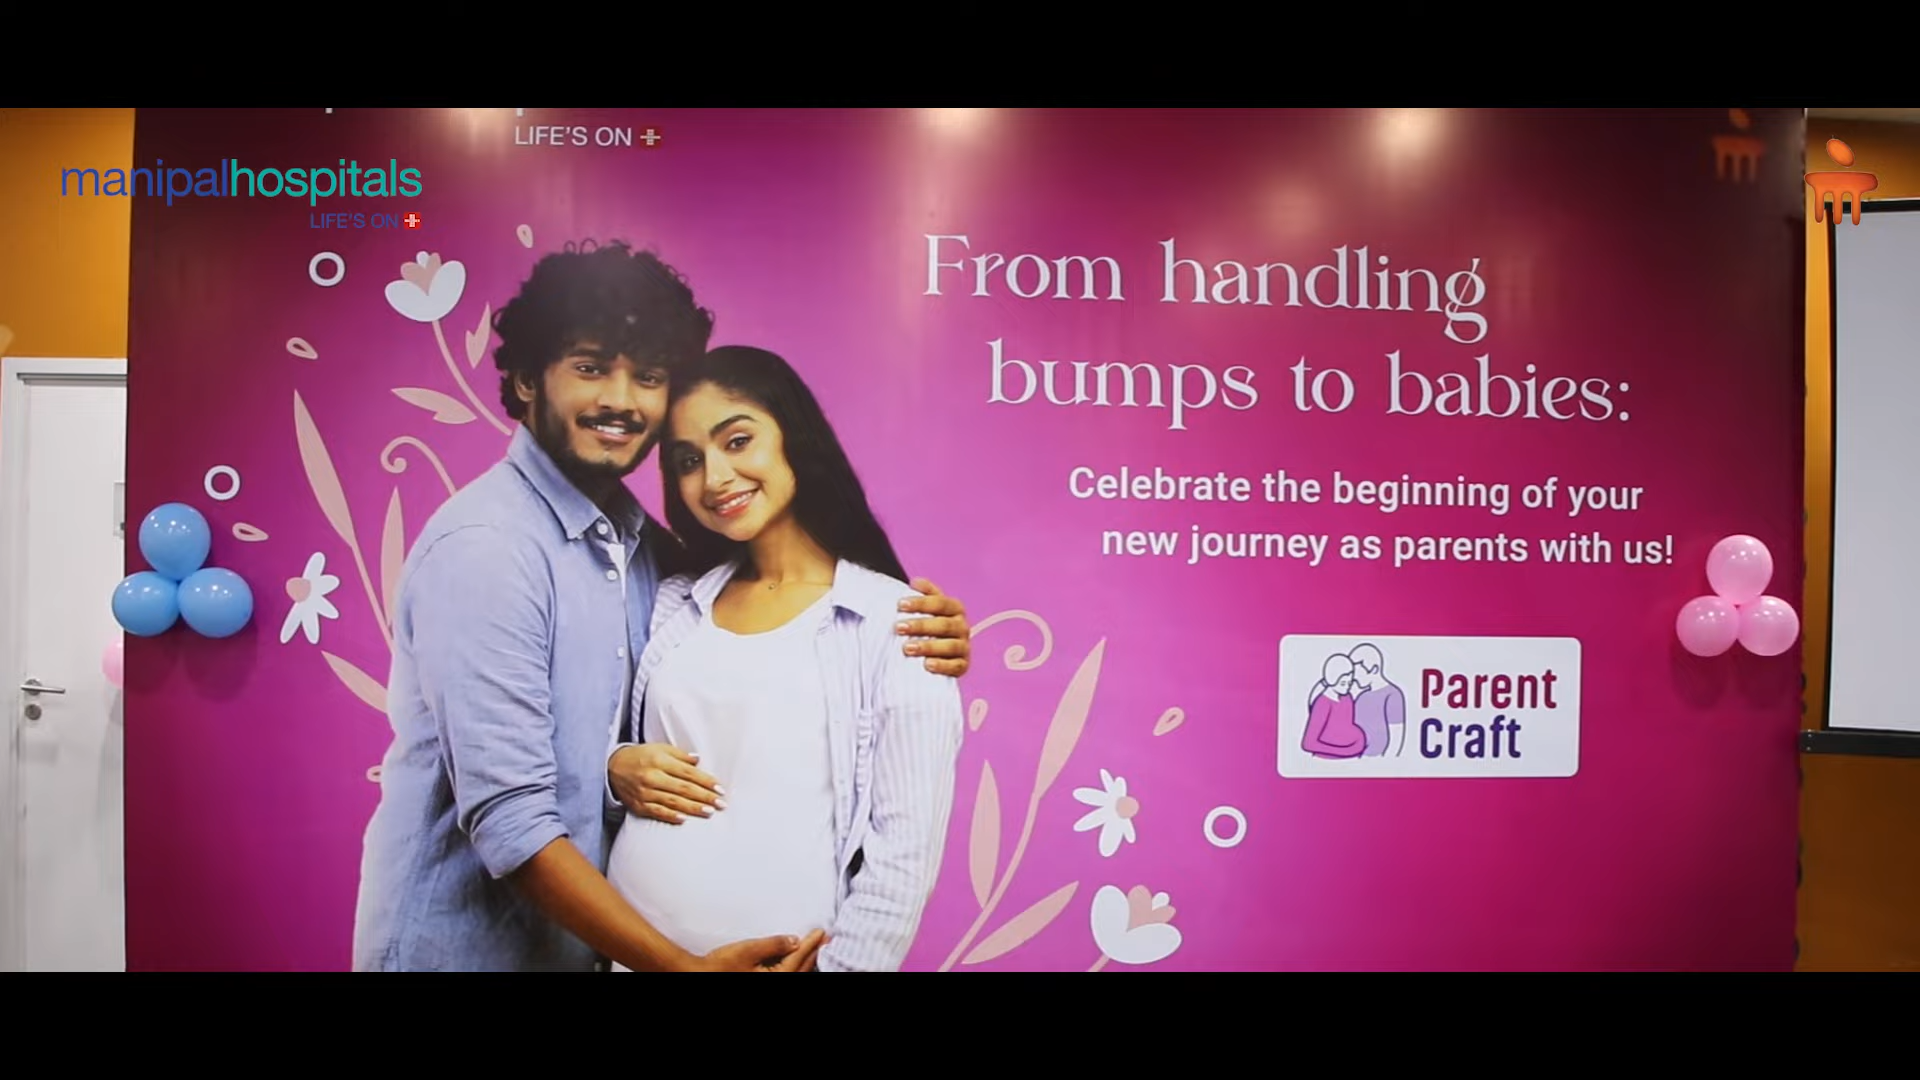 LIFE'S ON
manipalhospitals
LIFE'S ON
From handling
bumps to babies:
Celebrate the beginning of your
new journey as parents with us!
Parent
Craft